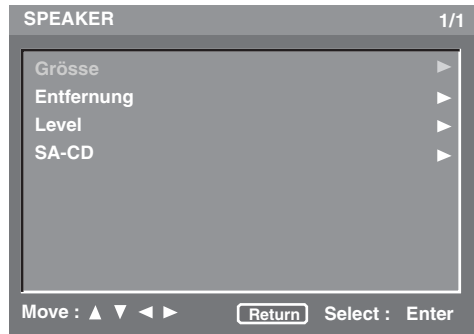 SPEAKER 1/1
Grösse ▶
Entfernung ▶
Level ▶
SA-CD ▶
Move : ▲ ▼ ◀ ▶ Return Select : Enter